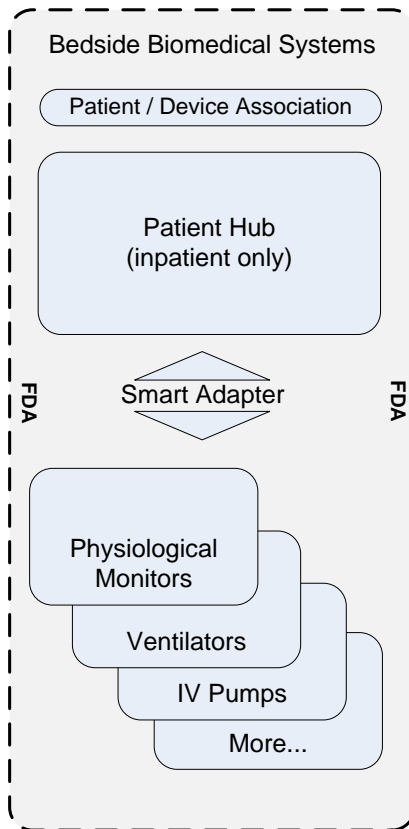 Bedside Biomedical Systems
Patient / Device Association
Patient Hub
(inpatient only)
FDA
Smart Adapter
FDA
Physiological
Monitors
Ventilators
IV Pumps
More...